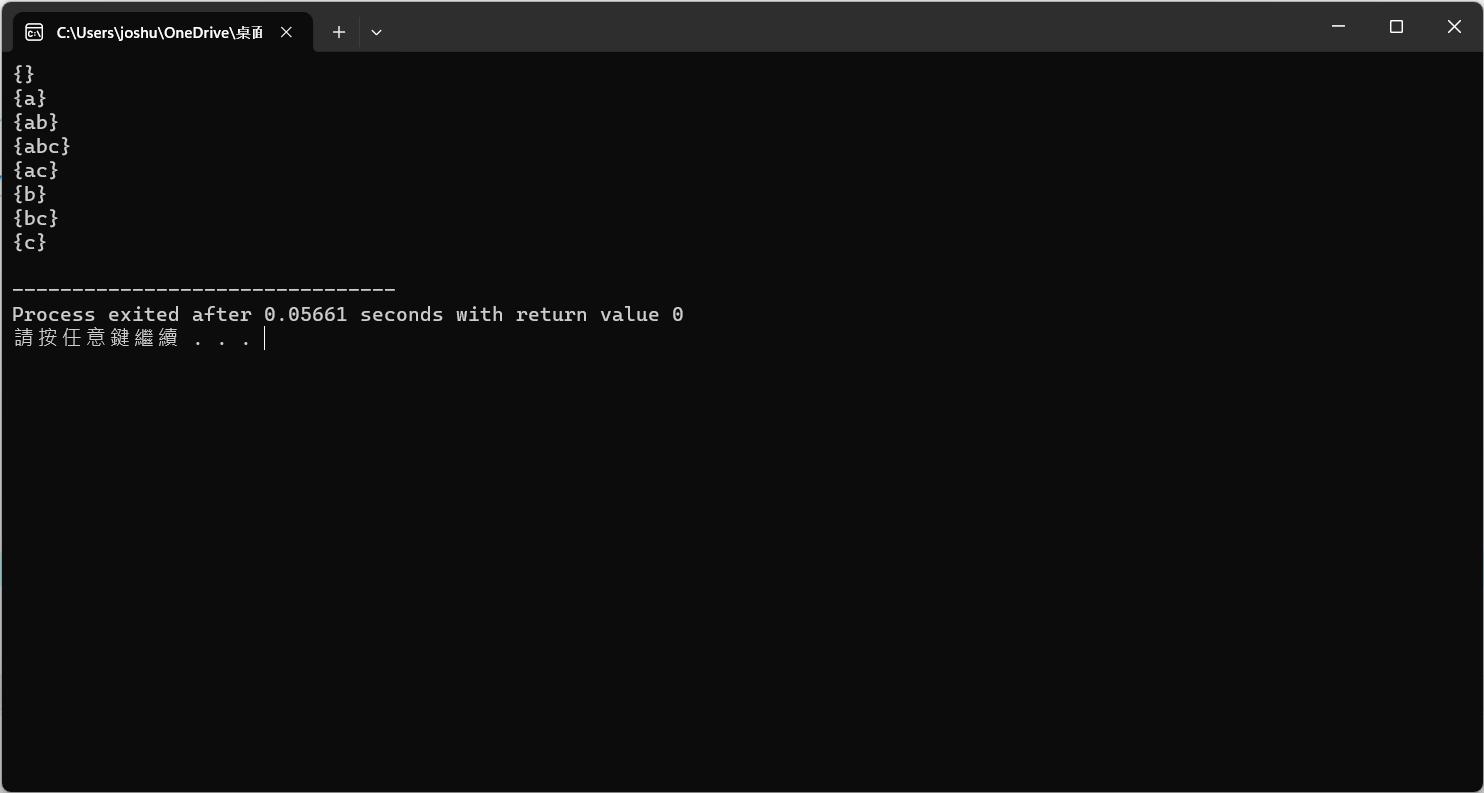 C:\Users\joshu\OneDrive\桌面
{}
{a}
{ab}
{abc}
{ac}
{b}
{bc}
{c}
--------------------------------
Process exited after 0.05661 seconds with return value 0
請按任意鍵繼續 . . .